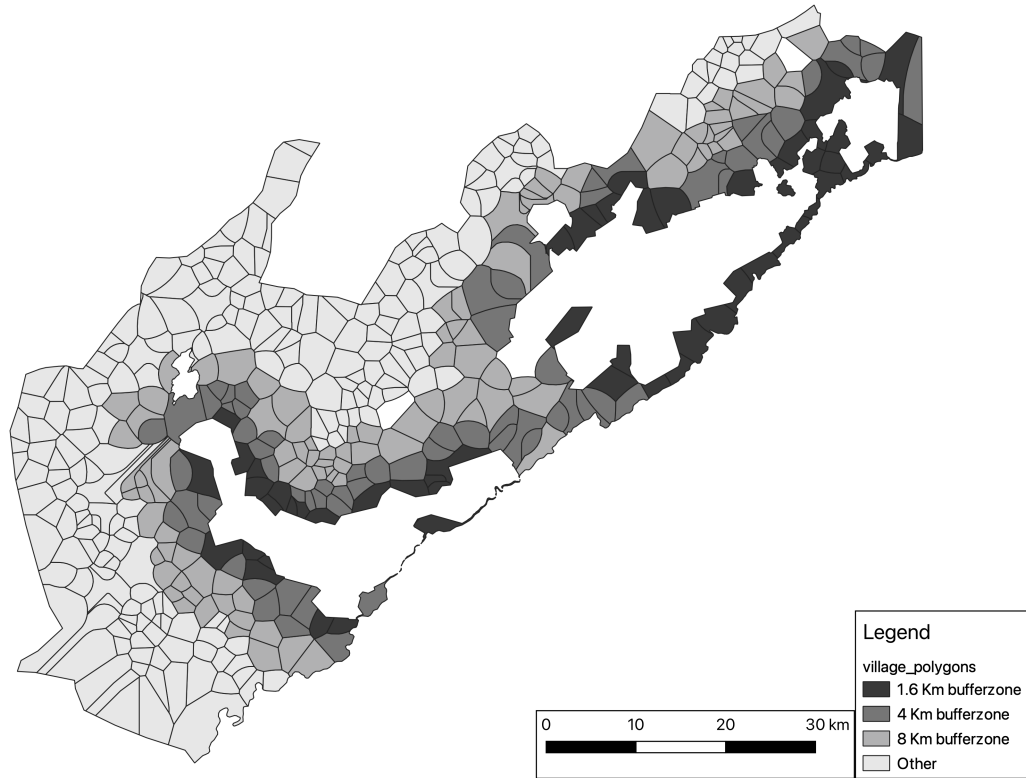 Legend
village_polygons
1.6 Km bufferzone
4 Km bufferzone
8 Km bufferzone
Other
0 10 20 30 km